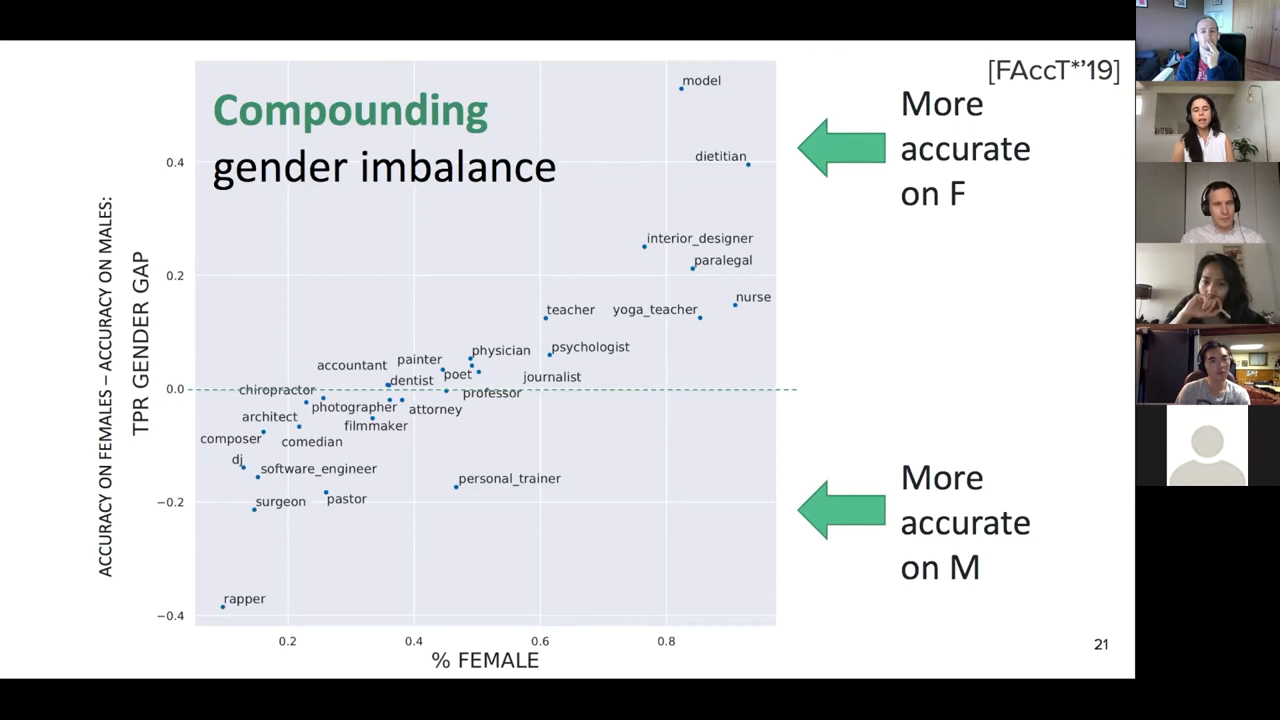 [FAccT*'19]
Compounding
gender imbalance
More
accurate
on F
More
accurate
on M
ACCURACY ON FEMALES – ACCURACY ON MALES:
TPR GENDER GAP
0.4
0.2
0.0
−0.2
−0.4
model
dietitian
interior_designer
paralegal
nurse
teacher
yoga_teacher
physician
psychologist
painter
accountant
poet
journalist
dentist
chiropractor
professor
photographer
attorney
architect
filmmaker
composer
comedian
dj
software_engineer
personal_trainer
surgeon
pastor
rapper
0.2
0.4
0.6
0.8
% FEMALE
21